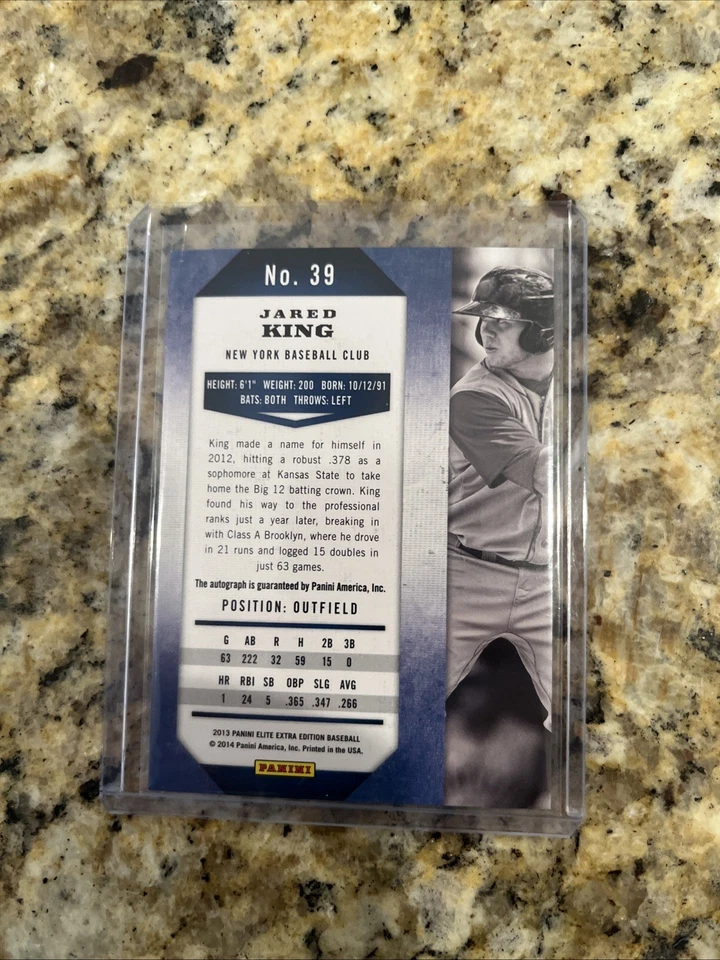 No. 39
JARED
KING
NEW YORK BASEBALL CLUB
HEIGHT: 6'1" WEIGHT: 200 BORN: 10/12/91
BATS: BOTH THROWS: LEFT
King made a name for himself in
2012, hitting a robust .378 as a
sophomore at Kansas State to take
home the Big 12 batting crown. King
found his way to the professional
ranks just a year later, breaking in
with Class A Brooklyn, where he drove
in 21 runs and logged 15 doubles in
just 63 games.
The autograph is guaranteed by Panini America, Inc.
POSITION: OUTFIELD
G AB R H 2B 3B
63 222 32 59 15 0
HR RBI SB OBP SLG AVG
1 24 5 .365 .347 .266
2013 PANINI ELITE EXTRA EDITION BASEBALL
© 2014 Panini America, Inc. Printed in the USA.
PANINI